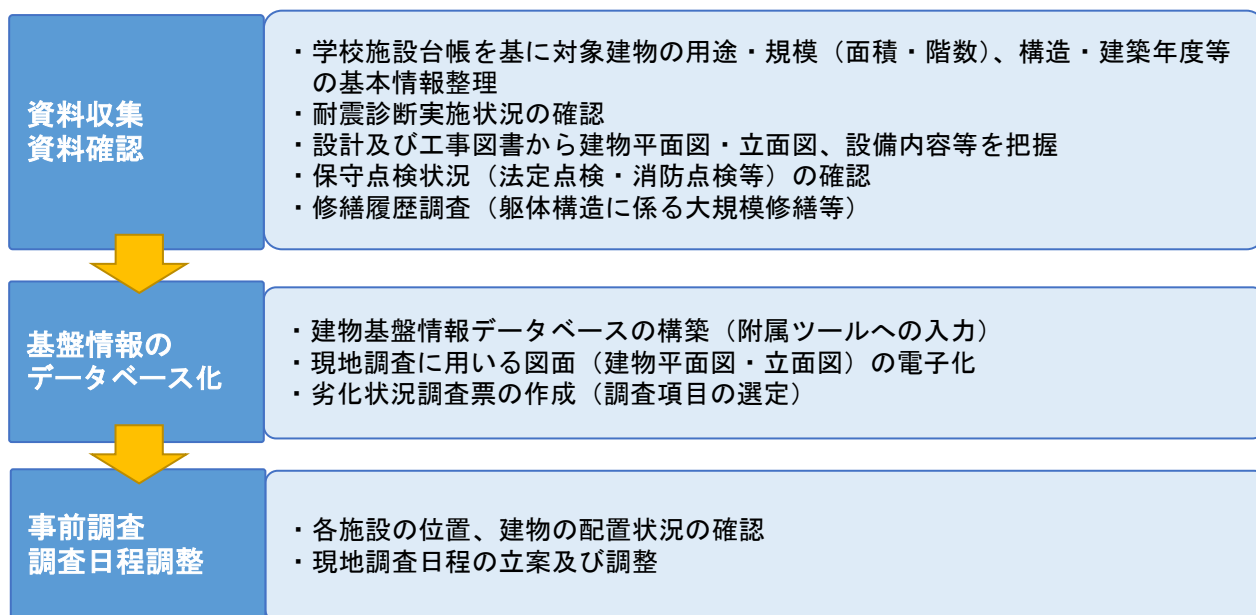 資料収集
資料確認
・学校施設台帳を基に対象建物の用途・規模（面積・階数）、構造・建築年度等
の基本情報整理
・耐震診断実施状況の確認
・設計及び工事図書から建物平面図・立面図、設備内容等を把握
・保守点検状況（法定点検・消防点検等）の確認
・修繕履歴調査（躯体構造に係る大規模修繕等）
基盤情報の
データベース化
・建物基盤情報データベースの構築（附属ツールへの入力）
・現地調査に用いる図面（建物平面図・立面図）の電子化
・劣化状況調査票の作成（調査項目の選定）
事前調査
調査日程調整
・各施設の位置、建物の配置状況の確認
・現地調査日程の立案及び調整